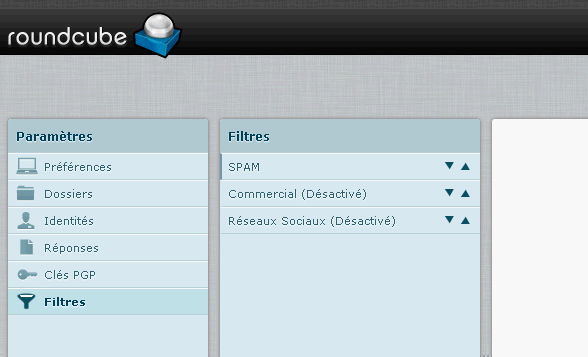 roundcube
Paramètres
Préférences
Dossiers
Identités
Réponses
Clés PGP
Filtres
Filtres
SPAM
Commercial (Désactivé)
Réseaux Sociaux (Désactivé)